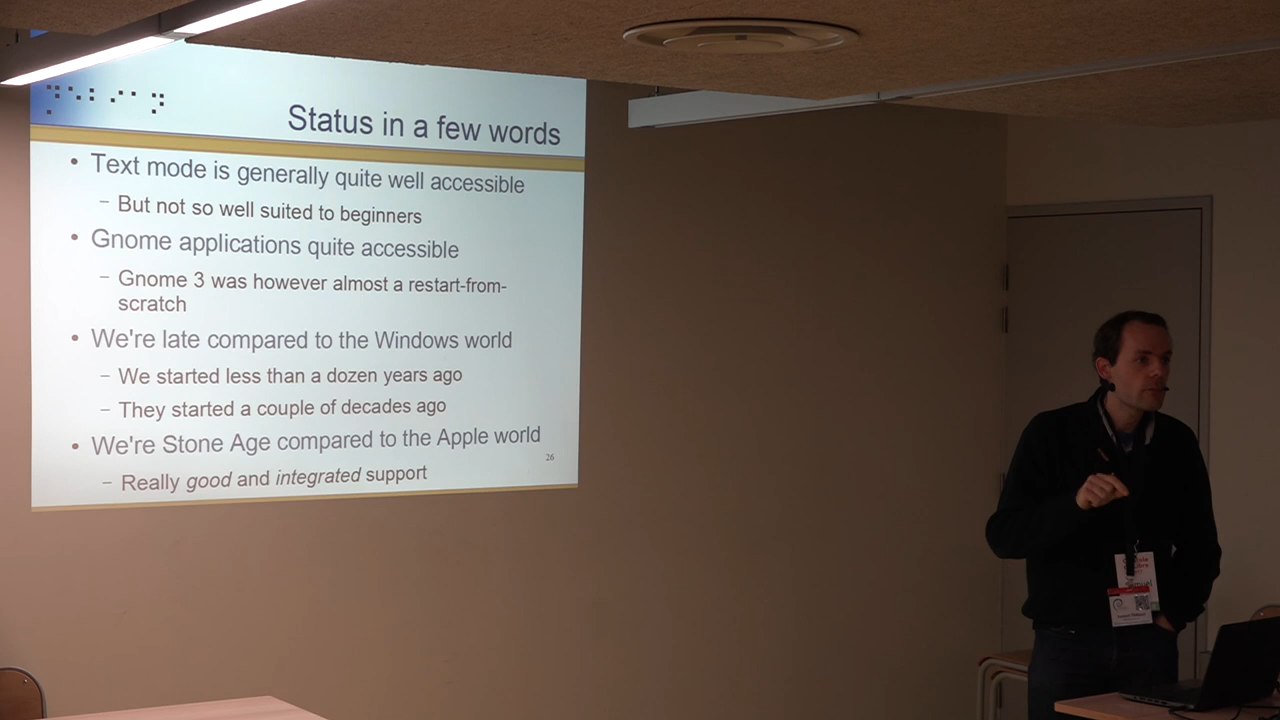 Status in a few words
• Text mode is generally quite well accessible
– But not so well suited to beginners
• Gnome applications quite accessible
– Gnome 3 was however almost a restart-from-
scratch
• We're late compared to the Windows world
– We started less than a dozen years ago
– They started a couple of decades ago
• We're Stone Age compared to the Apple world
– Really good and integrated support
26